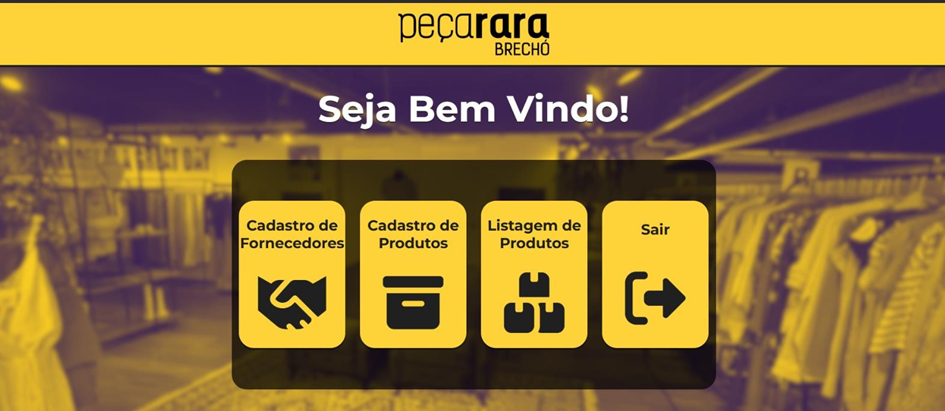 peçarara
BRECHÓ
Seja Bem Vindo!
Cadastro de
Fornecedores
Cadastro de
Produtos
Listagem de
Produtos
Sair